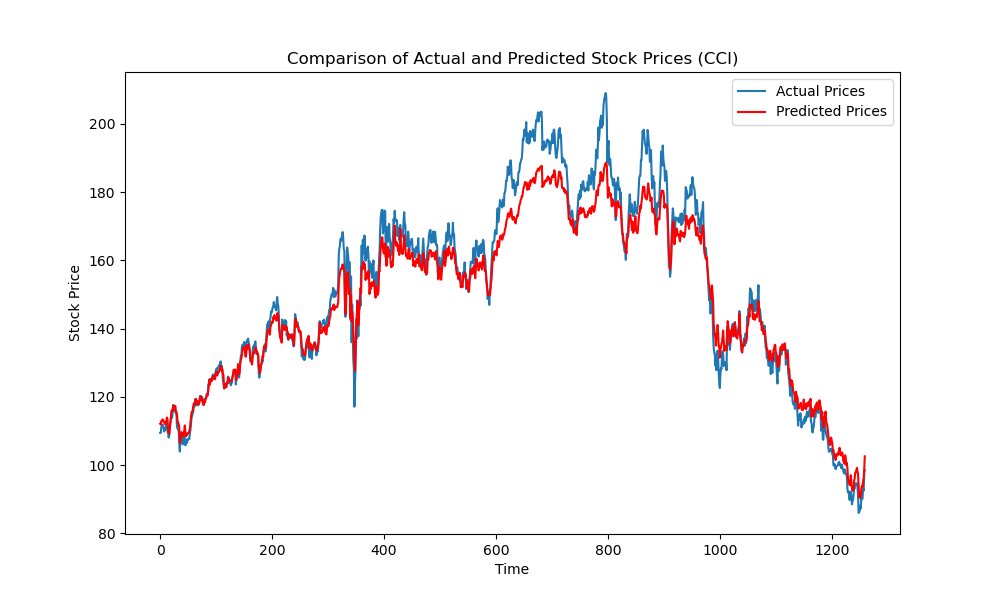 Comparison of Actual and Predicted Stock Prices (CCI)
Actual Prices
Predicted Prices
Stock Price
200
180
160
140
120
100
80
0 200 400 600 800 1000 1200
Time